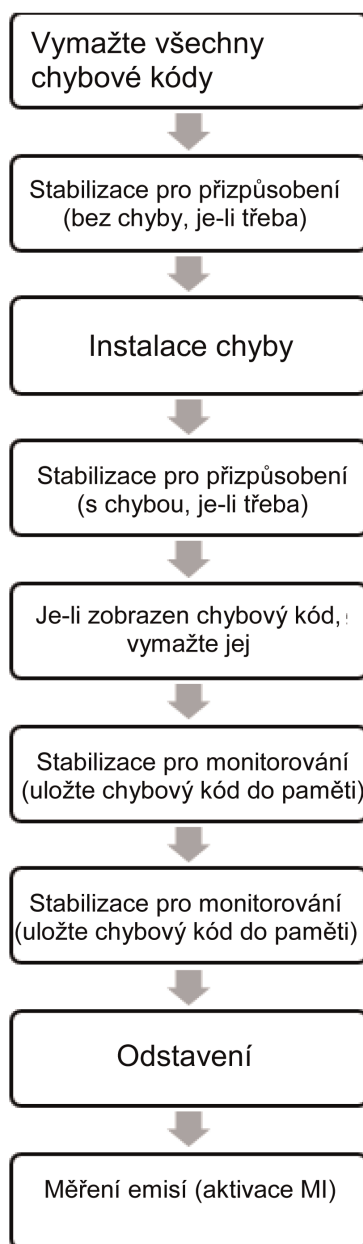 Vymažte všechny
chybové kódy
Stabilizace pro přizpůsobení
(bez chyby, je-li třeba)
Instalace chyby
Stabilizace pro přizpůsobení
(s chybou, je-li třeba)
Je-li zobrazen chybový kód,
vymažte jej
Stabilizace pro monitorování
(uložte chybový kód do paměti)
Stabilizace pro monitorování
(uložte chybový kód do paměti)
Odstavení
Měření emisí (aktivace MI)